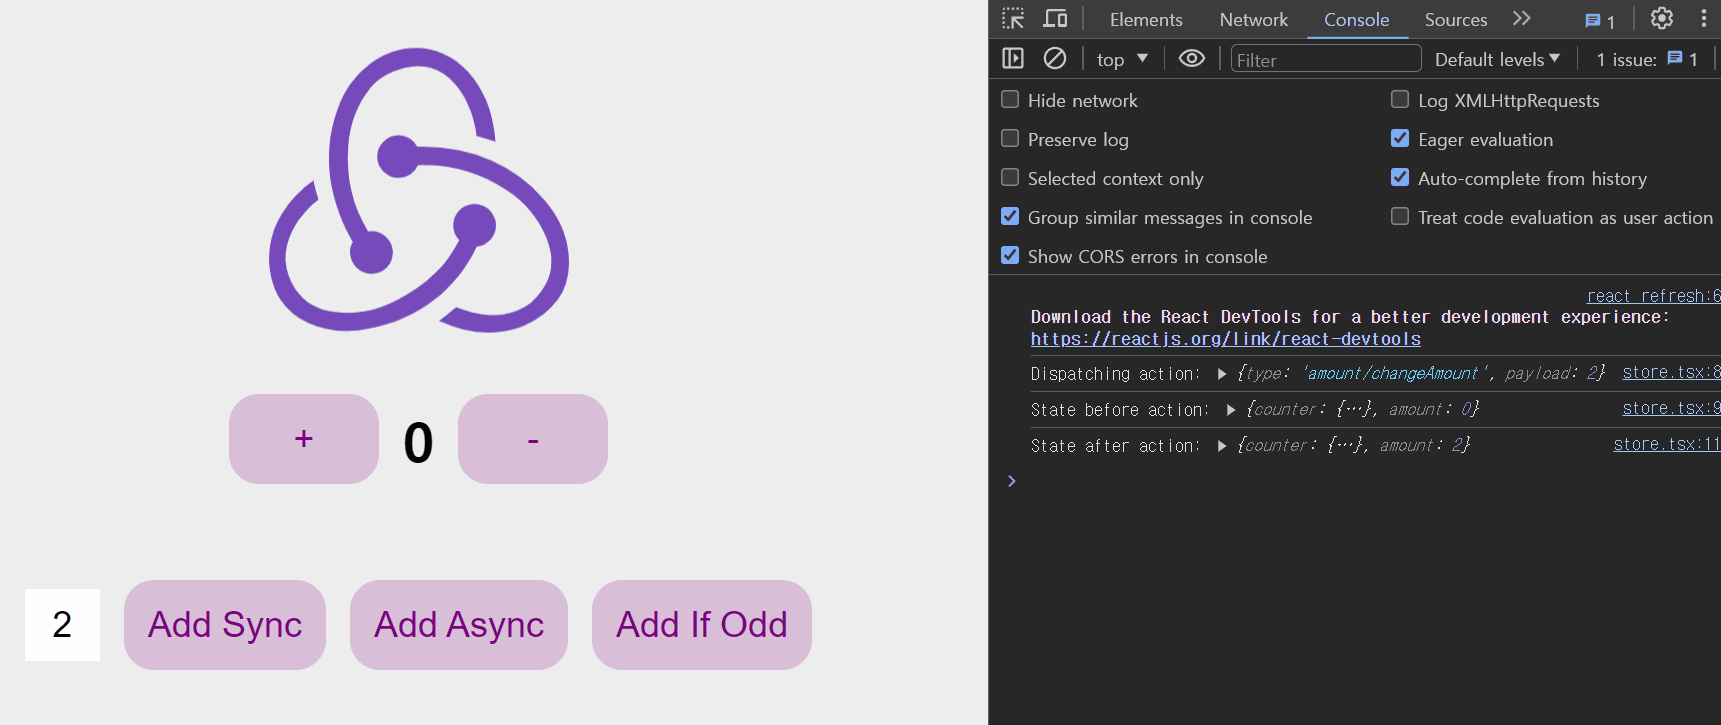 + 0 -
2 Add Sync Add Async Add If Odd
Elements Network Console Sources 1
top Filter Default levels 1 issue: 1
Hide network Log XMLHttpRequests
Preserve log Eager evaluation
Selected context only Auto-complete from history
Group similar messages in console Treat code evaluation as user action
Show CORS errors in console
react refresh:6
Download the React DevTools for a better development experience:
https://reactjs.org/link/react-devtools
Dispatching action: ▶ {type: 'amount/changeAmount', payload: 2} store.tsx:8
State before action: ▶ {counter: {…}, amount: 0} store.tsx:9
State after action: ▶ {counter: {…}, amount: 2} store.tsx:11